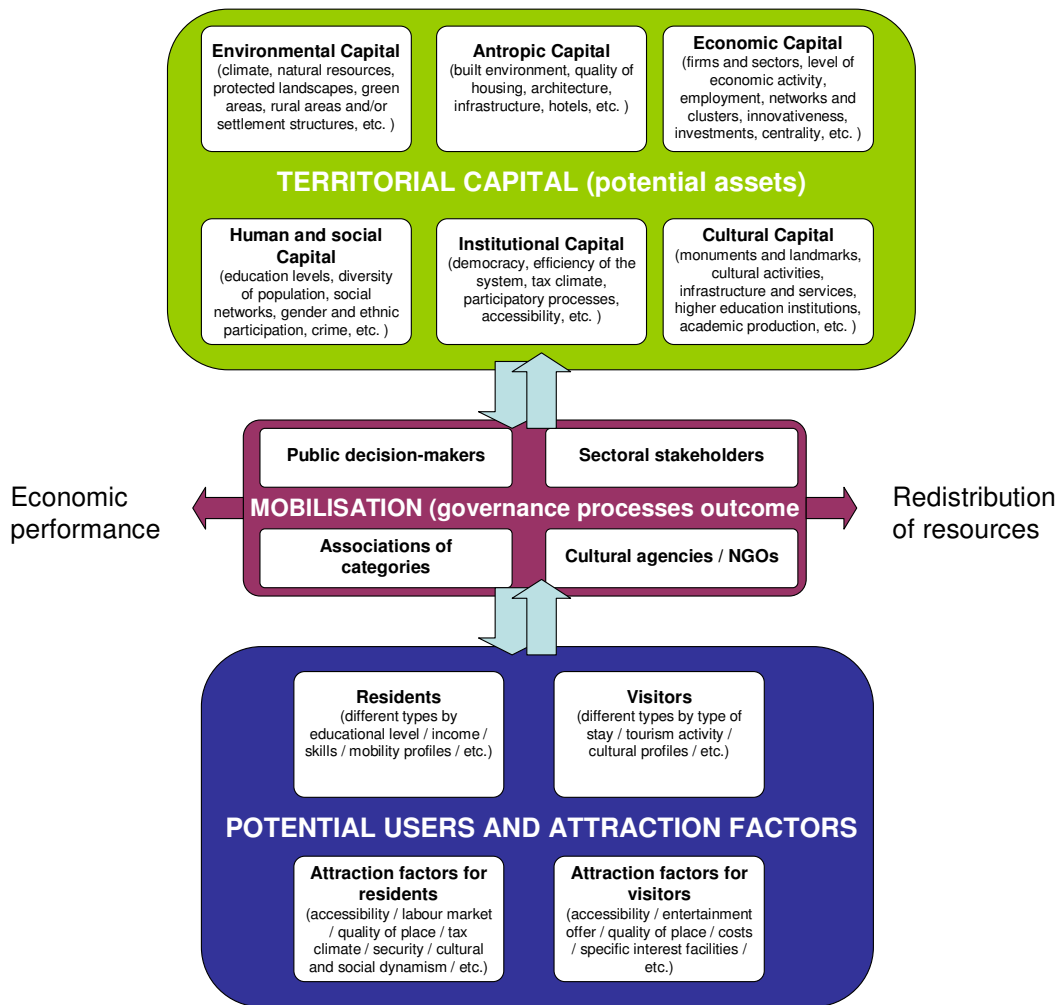 Environmental Capital
(climate, natural resources,
protected landscapes, green
areas, rural areas and/or
settlement structures, etc. )
Antropic Capital
(built environment, quality of
housing, architecture,
infrastructure, hotels, etc. )
Economic Capital
(firms and sectors, level of
economic activity,
employment, networks and
clusters, innovativeness,
investments, centrality, etc. )
TERRITORIAL CAPITAL (potential assets)
Human and social
Capital
(education levels, diversity
of population, social
networks, gender and ethnic
participation, crime, etc. )
Institutional Capital
(democracy, efficiency of the
system, tax climate,
participatory processes,
accessibility, etc. )
Cultural Capital
(monuments and landmarks,
cultural activities,
infrastructure and services,
higher education institutions,
academic production, etc. )
Public decision-makers
Sectoral stakeholders
Economic
performance
MOBILISATION (governance processes outcome
Redistribution
of resources
Associations of
categories
Cultural agencies / NGOs
Residents
(different types by
educational level / income /
skills / mobility profiles / etc.)
Visitors
(different types by type of
stay / tourism activity /
cultural profiles / etc.)
POTENTIAL USERS AND ATTRACTION FACTORS
Attraction factors for
residents
(accessibility / labour market
/ quality of place / tax
climate / security / cultural
and social dynamism / etc.)
Attraction factors for
visitors
(accessibility / entertainment
offer / quality of place / costs
/ specific interest facilities /
etc.)